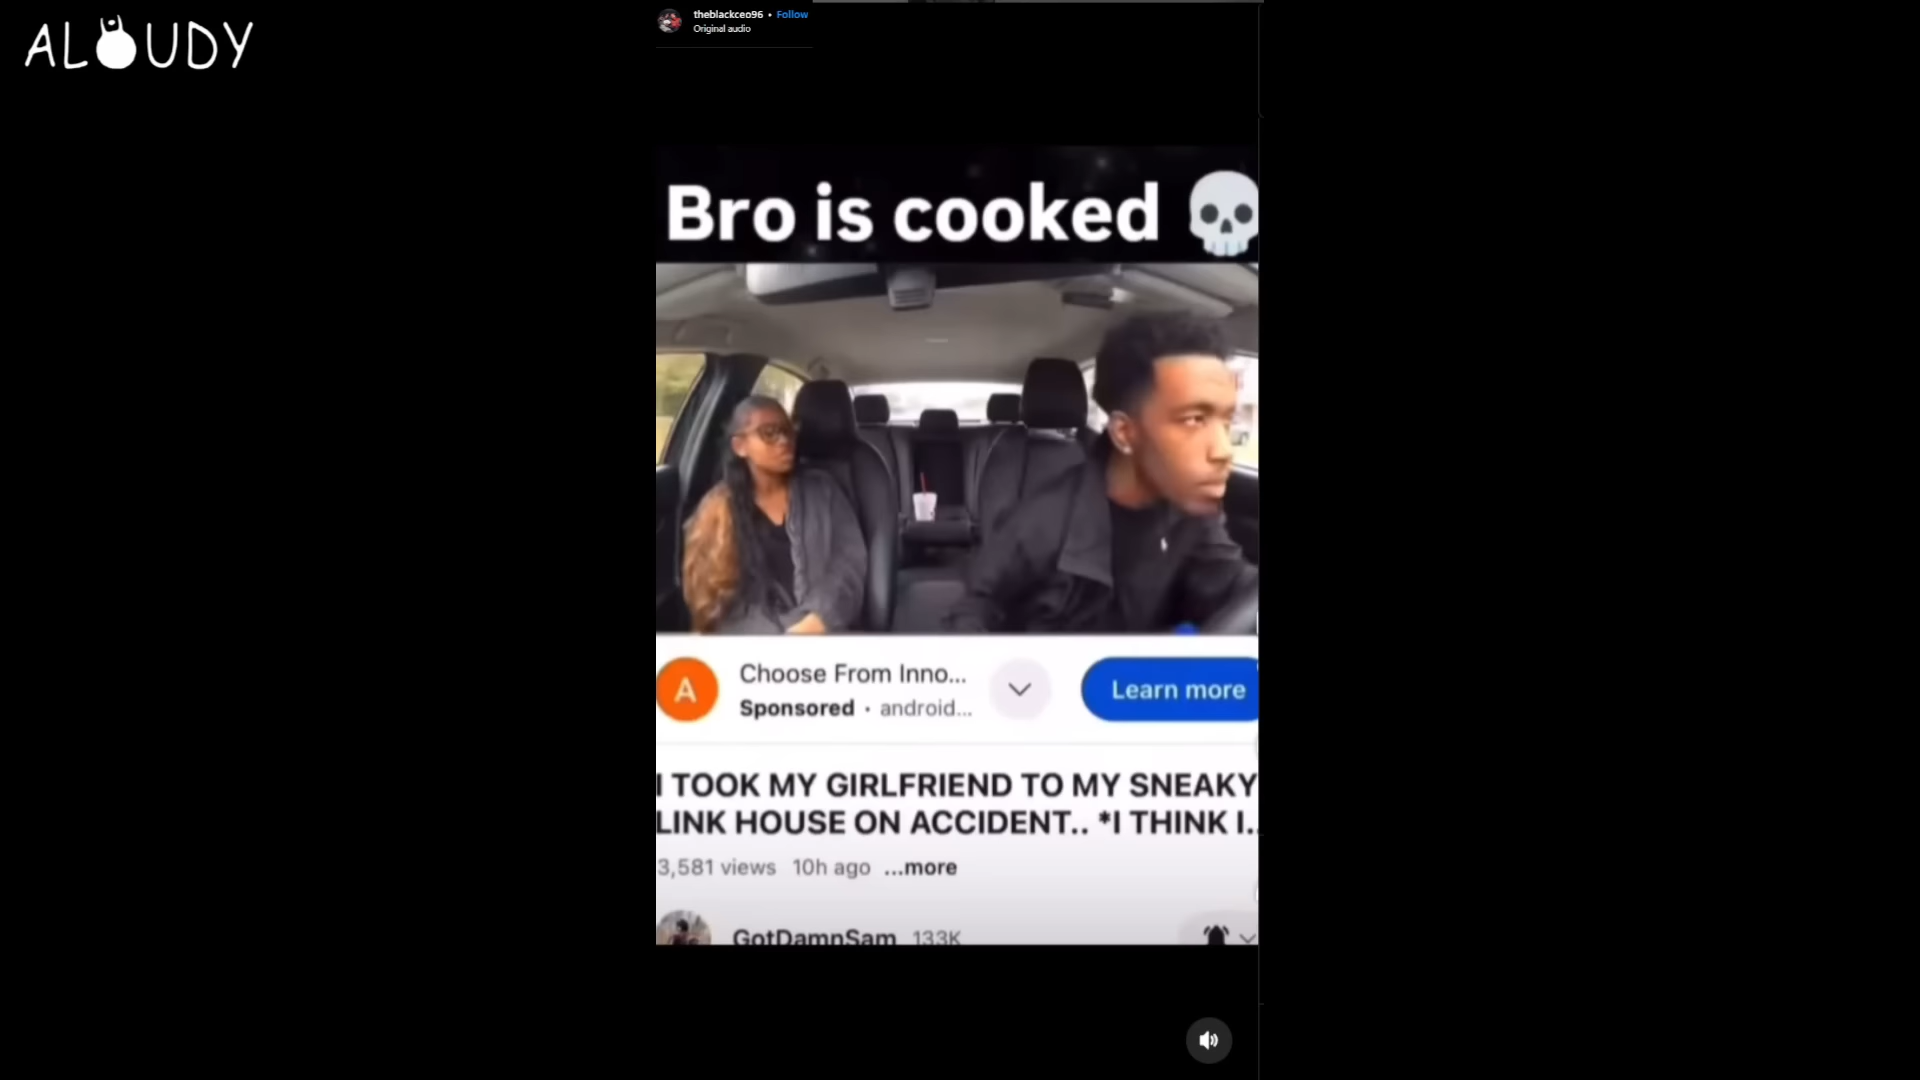 ALOUDY
theblackceo96 • Follow
Original audio
Bro is cooked 💀
A
Choose From Inno...
Sponsored · android...
Learn more
I TOOK MY GIRLFRIEND TO MY SNEAKY
LINK HOUSE ON ACCIDENT.. *I THINK I..
3,581 views 10h ago ...more
GotDamnSam 133K